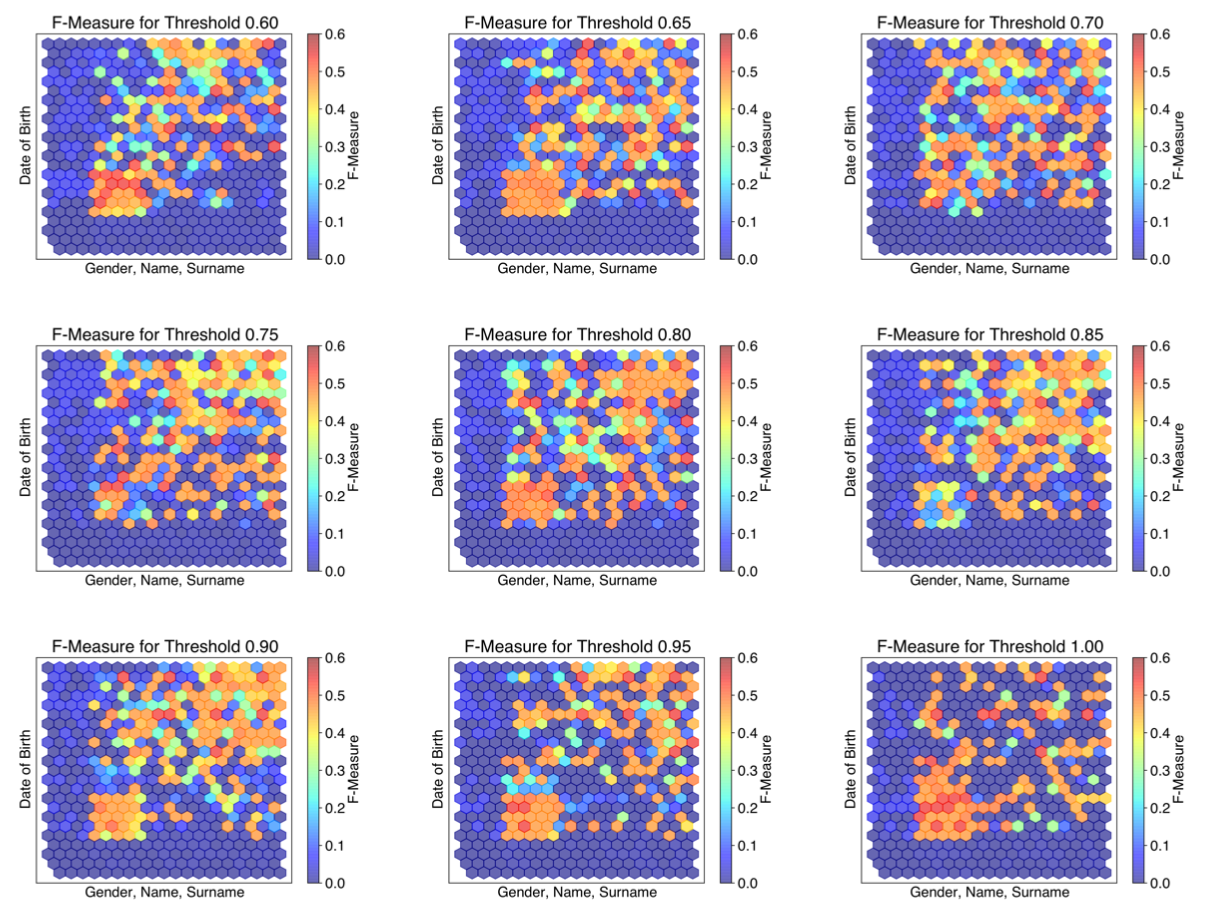 F-Measure for Threshold 0.60
Date of Birth
Gender, Name, Surname
0.6
0.5
0.4
0.3
0.2
0.1
0.0
F-Measure
F-Measure for Threshold 0.65
Date of Birth
Gender, Name, Surname
0.6
0.5
0.4
0.3
0.2
0.1
0.0
F-Measure
F-Measure for Threshold 0.70
Date of Birth
Gender, Name, Surname
0.6
0.5
0.4
0.3
0.2
0.1
0.0
F-Measure
F-Measure for Threshold 0.75
Date of Birth
Gender, Name, Surname
0.6
0.5
0.4
0.3
0.2
0.1
0.0
F-Measure
F-Measure for Threshold 0.80
Date of Birth
Gender, Name, Surname
0.6
0.5
0.4
0.3
0.2
0.1
0.0
F-Measure
F-Measure for Threshold 0.85
Date of Birth
Gender, Name, Surname
0.6
0.5
0.4
0.3
0.2
0.1
0.0
F-Measure
F-Measure for Threshold 0.90
Date of Birth
Gender, Name, Surname
0.6
0.5
0.4
0.3
0.2
0.1
0.0
F-Measure
F-Measure for Threshold 0.95
Date of Birth
Gender, Name, Surname
0.6
0.5
0.4
0.3
0.2
0.1
0.0
F-Measure
F-Measure for Threshold 1.00
Date of Birth
Gender, Name, Surname
0.6
0.5
0.4
0.3
0.2
0.1
0.0
F-Measure